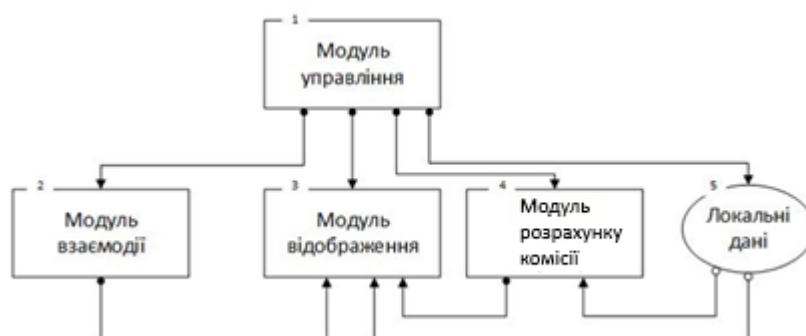 1
Модуль
управління
2
Модуль
взаємодії
3
Модуль
відображення
4
Модуль
розрахунку
комісії
5
Локальні
дані